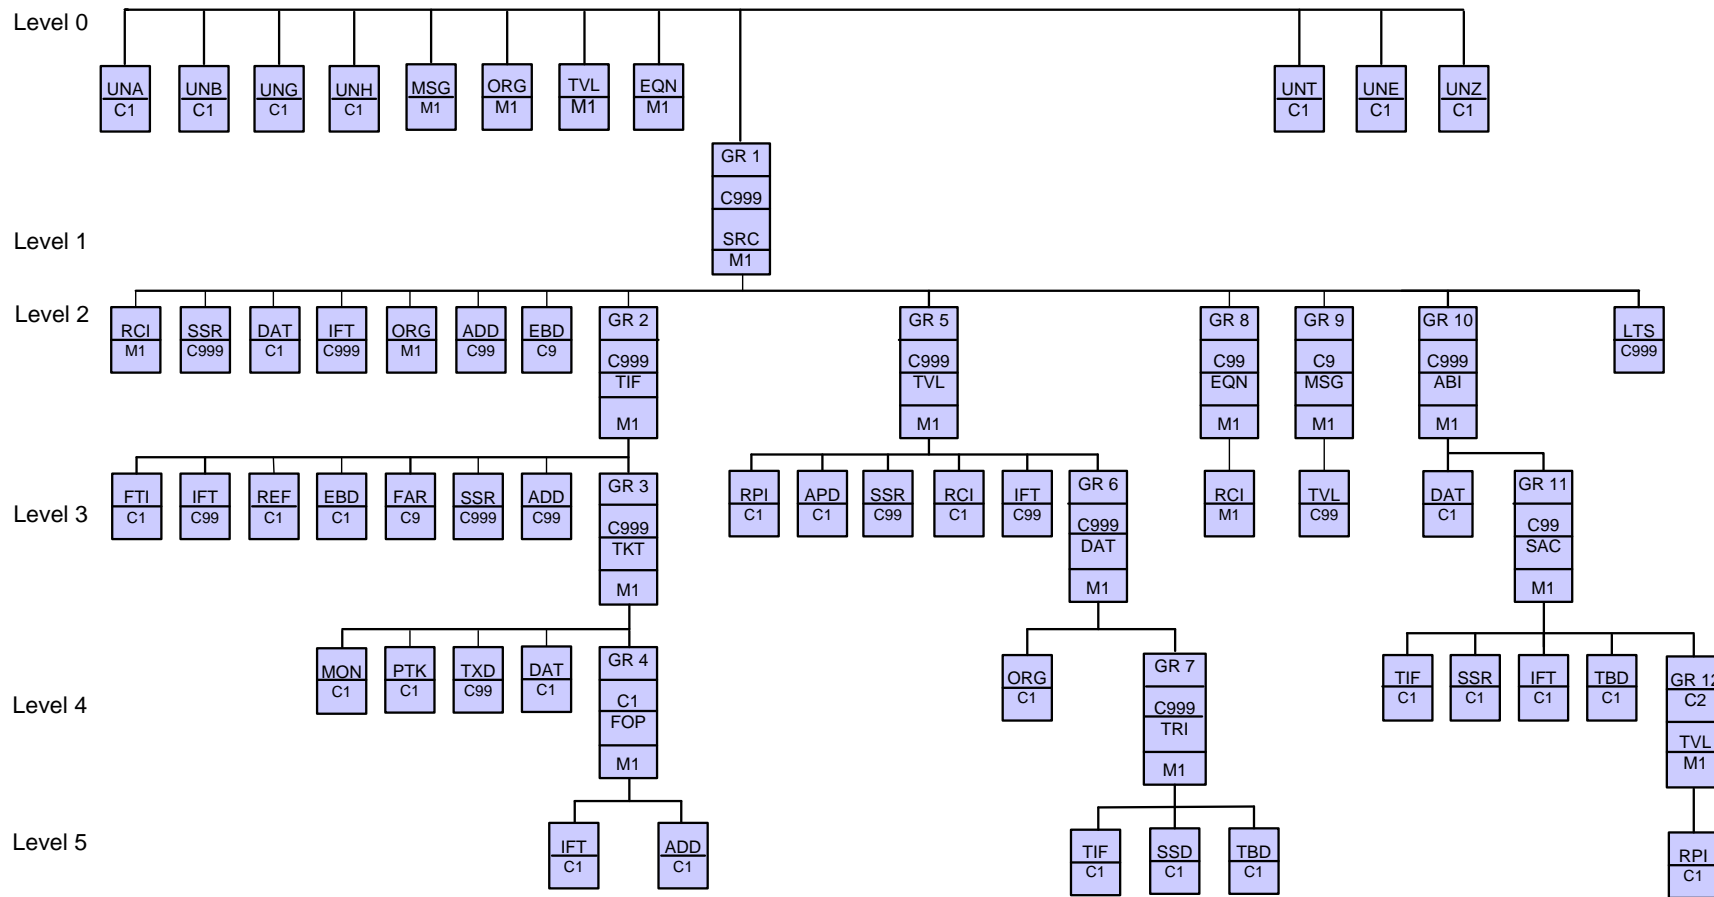 Level 0
UNA UNB UNG UNH MSG ORG TVL EQN UNT UNE UNZ
C1 C1 C1 C1 M1 M1 M1 M1 C1 C1 C1
GR 1
C999
Level 1
SRC
M1
Level 2
RCI SSR DAT IFT ORG ADD EBD GR 2 GR 5 GR 8 GR 9 GR 10 LTS
M1 C999 C1 C999 M1 C99 C9 C999 C999 C99 C9 C999 C999
TIF TVL EQN MSG ABI
M1 M1 M1 M1 M1
Level 3
FTI IFT REF EBD FAR SSR ADD GR 3 RPI APD SSR RCI IFT GR 6 RCI TVL DAT GR 11
C1 C99 C1 C1 C9 C999 C99 C999 C1 C1 C99 C1 C99 C999 M1 C99 C1 C99
TKT DAT SAC
M1 M1 M1
Level 4
MON PTK TXD DAT GR 4 ORG GR 7 TIF SSR IFT TBD GR 12
C1 C1 C99 C1 C1 C1 C999 C1 C1 C1 C1 C2
FOP TRI TVL
M1 M1 M1
Level 5
IFT ADD TIF SSD TBD RPI
C1 C1 C1 C1 C1 C1